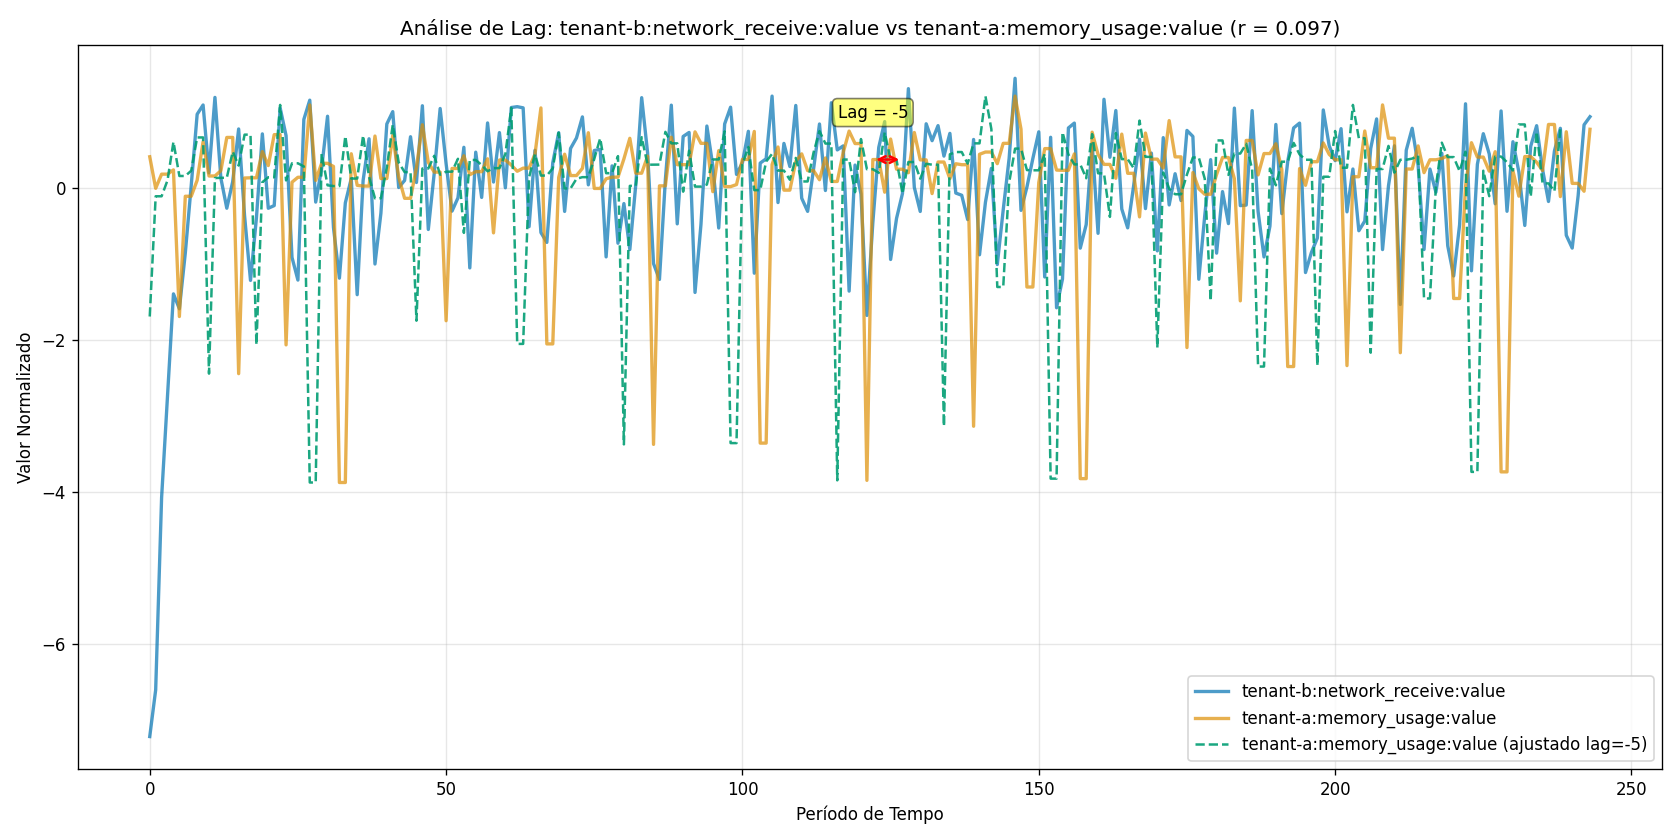 Análise de Lag: tenant-b:network_receive:value vs tenant-a:memory_usage:value (r = 0.097)
Lag = -5
Valor Normalizado
0
−2
−4
−6
0
50
100
150
200
250
Período de Tempo
tenant-b:network_receive:value
tenant-a:memory_usage:value
tenant-a:memory_usage:value (ajustado lag=-5)